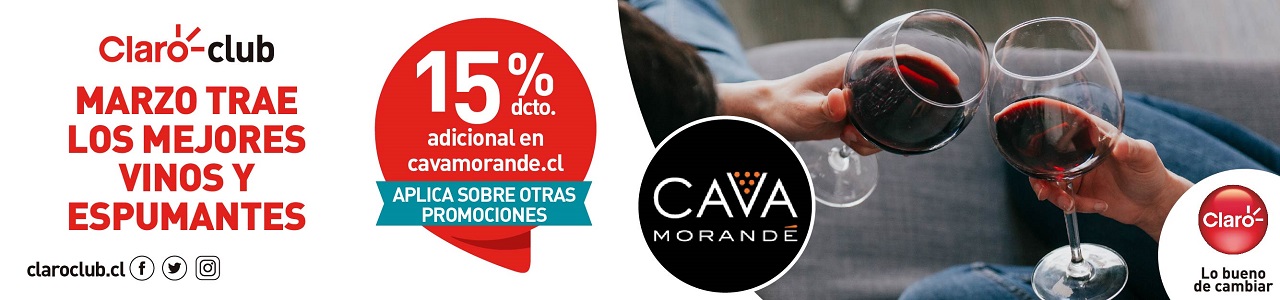 Claro-club
MARZO TRAE
LOS MEJORES
VINOS Y
ESPUMANTES
claroclub.cl
15%
dcto.
adicional en
cavamorande.cl
APLICA SOBRE OTRAS
PROMOCIONES
CAVA
MORANDÉ
Claro-
Lo bueno
de cambiar